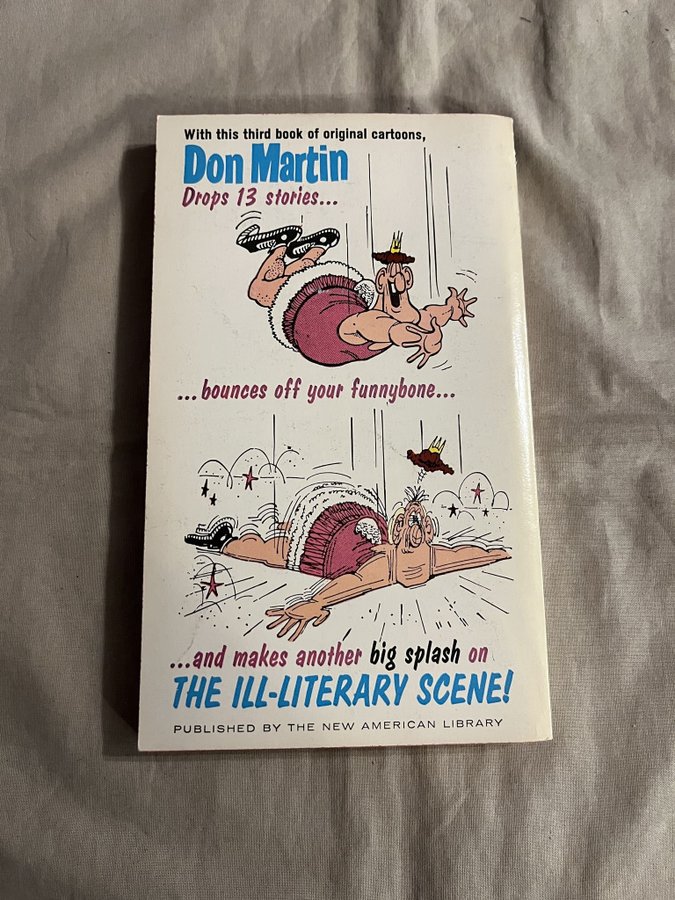 With this third book of original cartoons,
Don Martin
Drops 13 stories...
...bounces off your funnybone...
...and makes another big splash on
THE ILL-LITERARY SCENE!
PUBLISHED BY THE NEW AMERICAN LIBRARY